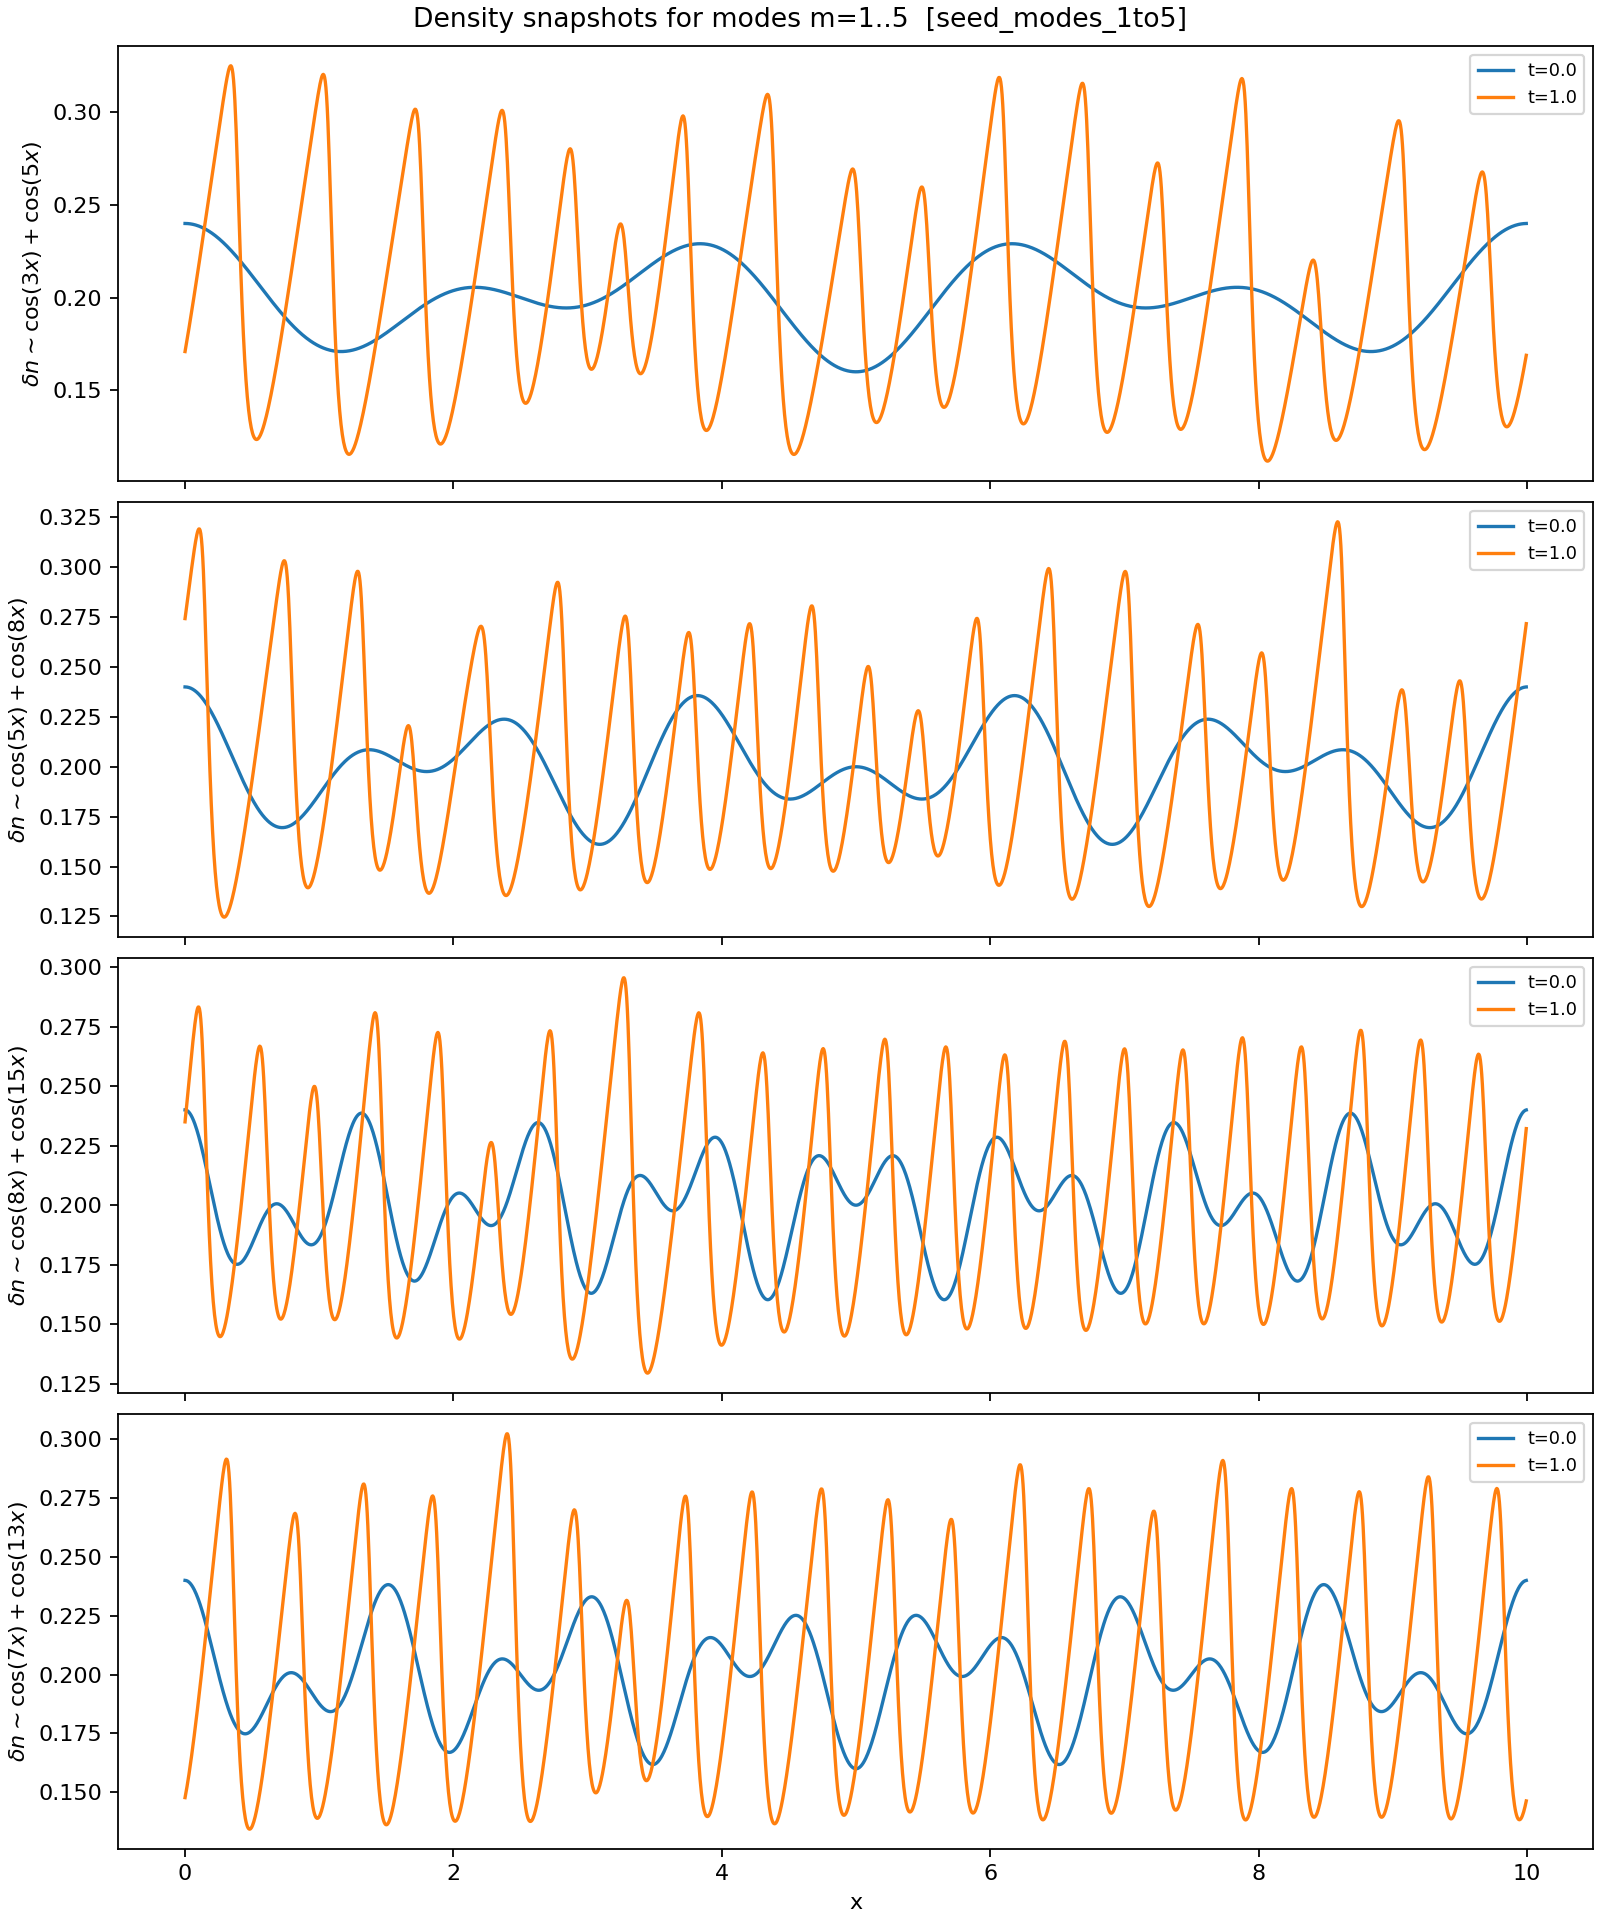 Density snapshots for modes m=1..5 [seed_modes_1to5]
δn ~ cos(3x) + cos(5x)
0.30
0.25
0.20
0.15
t=0.0
t=1.0
δn ~ cos(5x) + cos(8x)
0.325
0.300
0.275
0.250
0.225
0.200
0.175
0.150
0.125
t=0.0
t=1.0
δn ~ cos(8x) + cos(15x)
0.300
0.275
0.250
0.225
0.200
0.175
0.150
0.125
t=0.0
t=1.0
δn ~ cos(7x) + cos(13x)
0.300
0.275
0.250
0.225
0.200
0.175
0.150
t=0.0
t=1.0
0 2 4 6 8 10
x